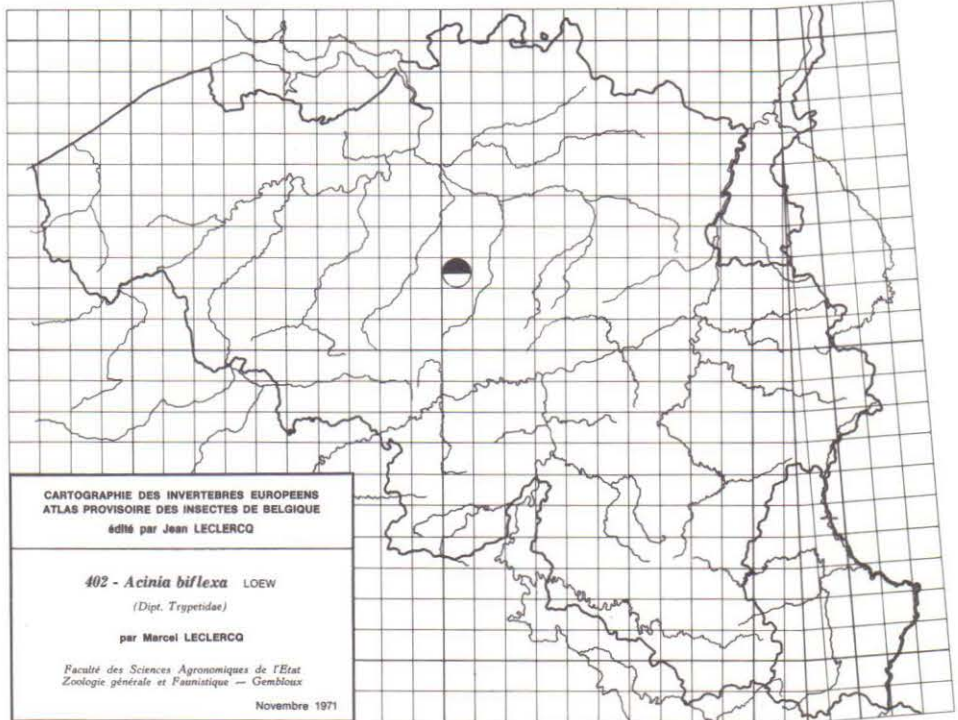 CARTOGRAPHIE DES INVERTEBRES EUROPEENS
ATLAS PROVISOIRE DES INSECTES DE BELGIQUE
édité par Jean LECLERCQ
402 - Acinia biflexa LOEW
(Dipt. Trypetidae)
par Marcel LECLERCQ
Faculté des Sciences Agronomiques de l'Etat
Zoologie générale et Faunistique — Gembloux
Novembre 1971